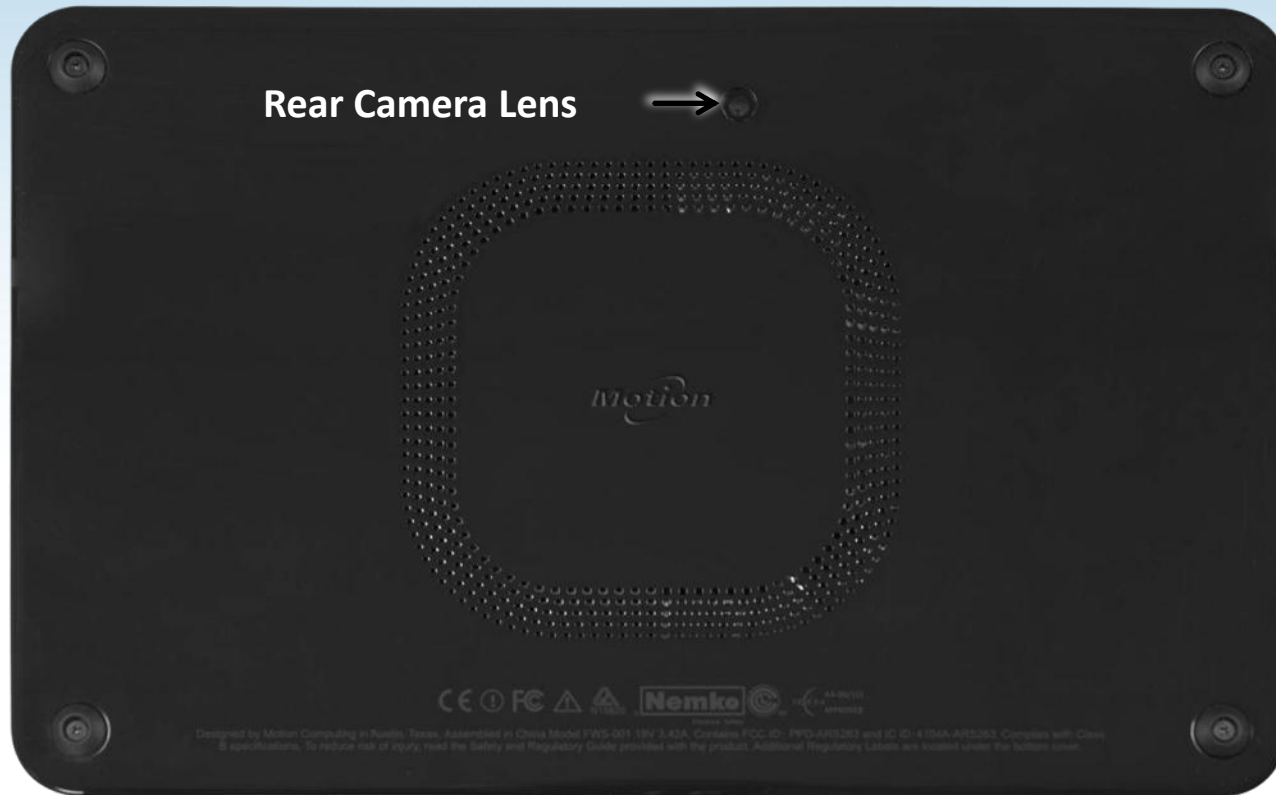 Rear Camera Lens
Motion
CE FC Nemko
Designed by Motion Computing in Austin, Texas, Assembled in China Model FWS-001 19V 3.42A, Contains FCC ID: PPD-AR5263 and IC ID: 4104A-AR5263, Complies with Class
B specifications, To reduce risk of injury, read the Safety and Regulatory Guide provided with the product, Additional Regulatory Labels are located under the bottom cover.